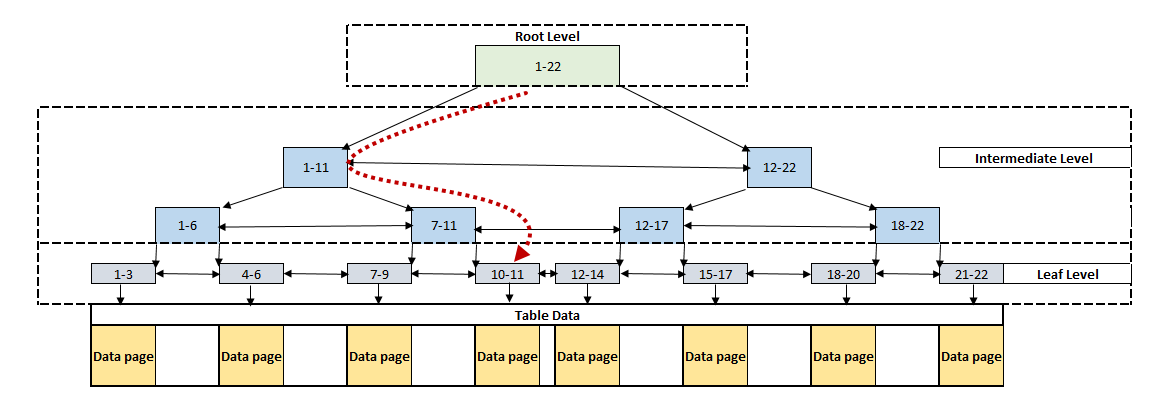 Root Level
1-22
1-11
12-22
Intermediate Level
1-6
7-11
12-17
18-22
1-3
4-6
7-9
10-11
12-14
15-17
18-20
21-22
Leaf Level
Table Data
Data page
Data page
Data page
Data page
Data page
Data page
Data page
Data page